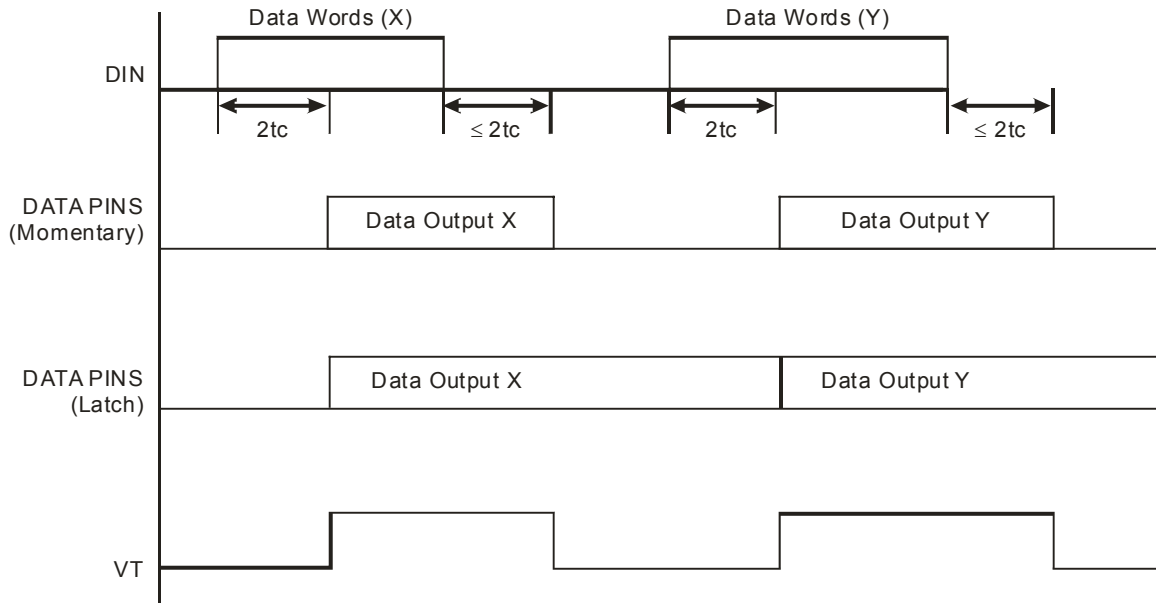 Data Words (X)
Data Words (Y)
DIN
2tc
≤ 2tc
2tc
≤ 2tc
DATA PINS
(Momentary)
Data Output X
Data Output Y
DATA PINS
(Latch)
Data Output X
Data Output Y
VT